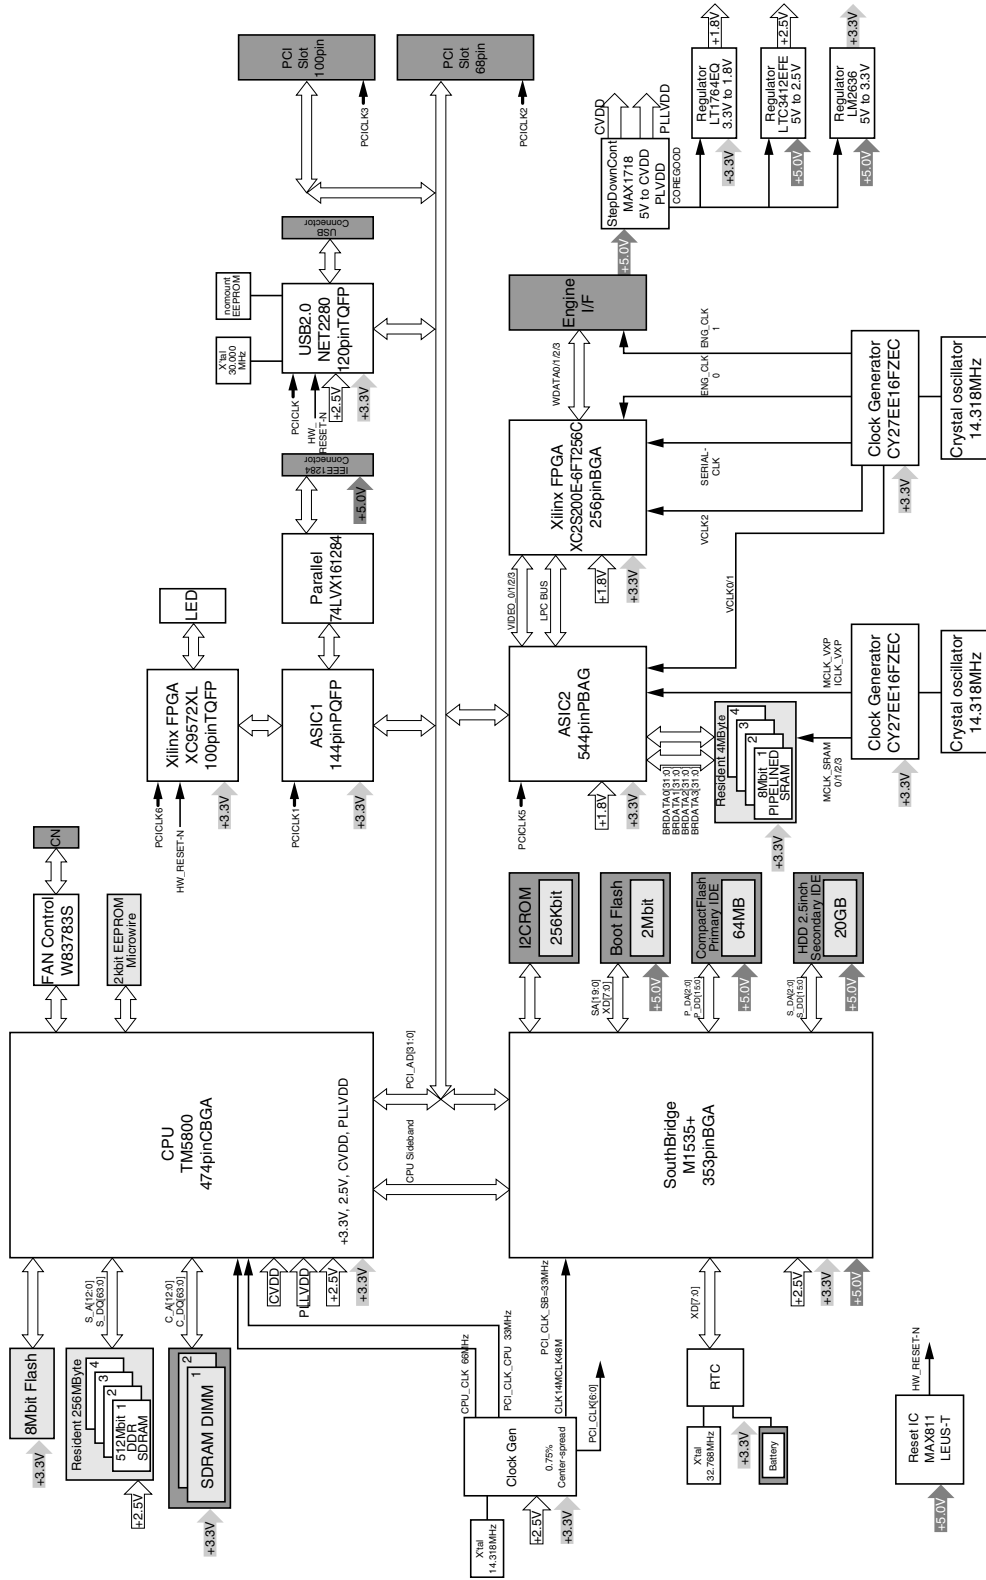 8Mbit Flash
+3.3V
Resident 256MByte
4
3
2
512Mbit 1
DDR
SDRAM
+2.5V
2
1
SDRAM DIMM
+3.3V
S_A[12:0]
S_DQ[63:0]
C_A[12:0]
C_DQ[63:0]
CPU
TM5800
474pinCBGA
+3.3V, 2.5V, CVDD, PLLVDD
CVDD
PLLVDD
+2.5V
+3.3V
FAN Control
W83783S
CN
2kbit EEPROM
Microwire
Xilinx FPGA
XC9572XL
100pinTQFP
PCICLK6
HW_RESET-N
+3.3V
LED
ASIC1
144pinPQFP
PCICLK1
+3.3V
Parallel
74LVX161284
IEEE1284
Connector
+5.0V
USB2.0
NET2280
120pinTQFP
X'tal
30.000
MHz
nomount
EEPROM
PCICLK
HW_
RESET-N
+2.5V
+3.3V
USB
Connector
PCI
Slot
100pin
PCICLK3
PCI
Slot
68pin
PCICLK2
CPU_CLK 66MHz
PCI_CLK_CPU 33MHz
Clock Gen
0.75%
Center-spread
X'tal
14.318MHz
+2.5V
+3.3V
CLK14MCLK48M
PCI_CLK_SB=33MHz
PCI_CLK[6:0]
CPU Sideband
PCI_AD[31:0]
SouthBridge
M1535+
353pinBGA
+2.5V
+3.3V
+5.0V
XD[7:0]
RTC
X'tal
32.768MHz
+3.3V
Battery
Reset IC
MAX811
LEUS-T
+5.0V
HW_RESET-N
I2CROM
256Kbit
SA[19:0]
XD[7:0]
Boot Flash
2Mbit
+5.0V
P_DA[2:0]
P_DD[15:0]
CompactFlash
Primary IDE
64MB
+5.0V
S_DA[2:0]
S_DD[15:0]
HDD 2.5inch
Secondary IDE
20GB
+5.0V
ASIC2
544pinPBAG
PCICLK5
+1.8V
+3.3V
BRDATA0[31:0]
BRDATA1[31:0]
BRDATA2[31:0]
BRDATA3[31:0]
Resident 4MByte
4
3
2
8Mbit 1
PIPELINED
SRAM
+3.3V
MCLK_SRAM
0/1/2/3
MCLK_VXP
ICLK_VXP
Clock Generator
CY27EE16FZEC
+3.3V
Crystal oscillator
14.318MHz
VIDEO_0/1/2/3
LPC BUS
VCLK0/1
Xilinx FPGA
XC2S200E-6FT256C
256pinBGA
+1.8V
+3.3V
VCLK2
SERIAL-
CLK
ENG_CLK
0
ENG_CLK
1
WDATA0/1/2/3
Engine
I/F
Clock Generator
CY27EE16FZEC
+3.3V
Crystal oscillator
14.318MHz
+5.0V
StepDownCont
MAX1718
5V to CVDD
PLVDD
CVDD
PLLVDD
COREGOOD
Regulator
LT1764EQ
3.3V to 1.8V
+3.3V
+1.8V
Regulator
LTC3412EFE
5V to 2.5V
+5.0V
+2.5V
Regulator
LM2636
5V to 3.3V
+5.0V
+3.3V